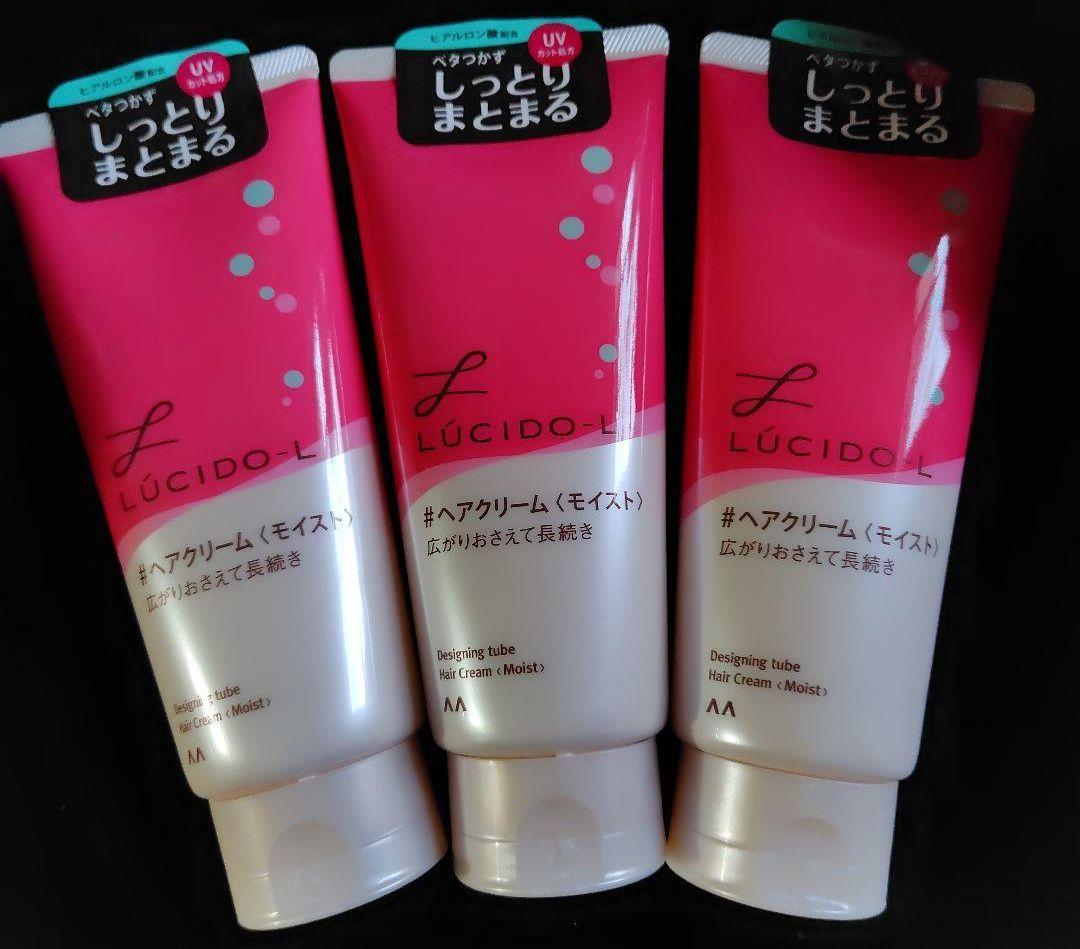 ヒアルロン酸配合
UV
カット処方
ベタつかず
しっとり
まとまる
LÚCIDO-L
#ヘアクリーム〈モイスト〉
広がりおさえて長続き
Designing tube
Hair Cream〈Moist〉
ヒアルロン酸配合
UV
カット処方
ベタつかず
しっとり
まとまる
LÚCIDO-L
#ヘアクリーム〈モイスト〉
広がりおさえて長続き
Designing tube
Hair Cream〈Moist〉
ベタつかず
しっとり
まとまる
LÚCIDO-L
#ヘアクリーム〈モイスト〉
広がりおさえて長続き
Designing tube
Hair Cream〈Moist〉